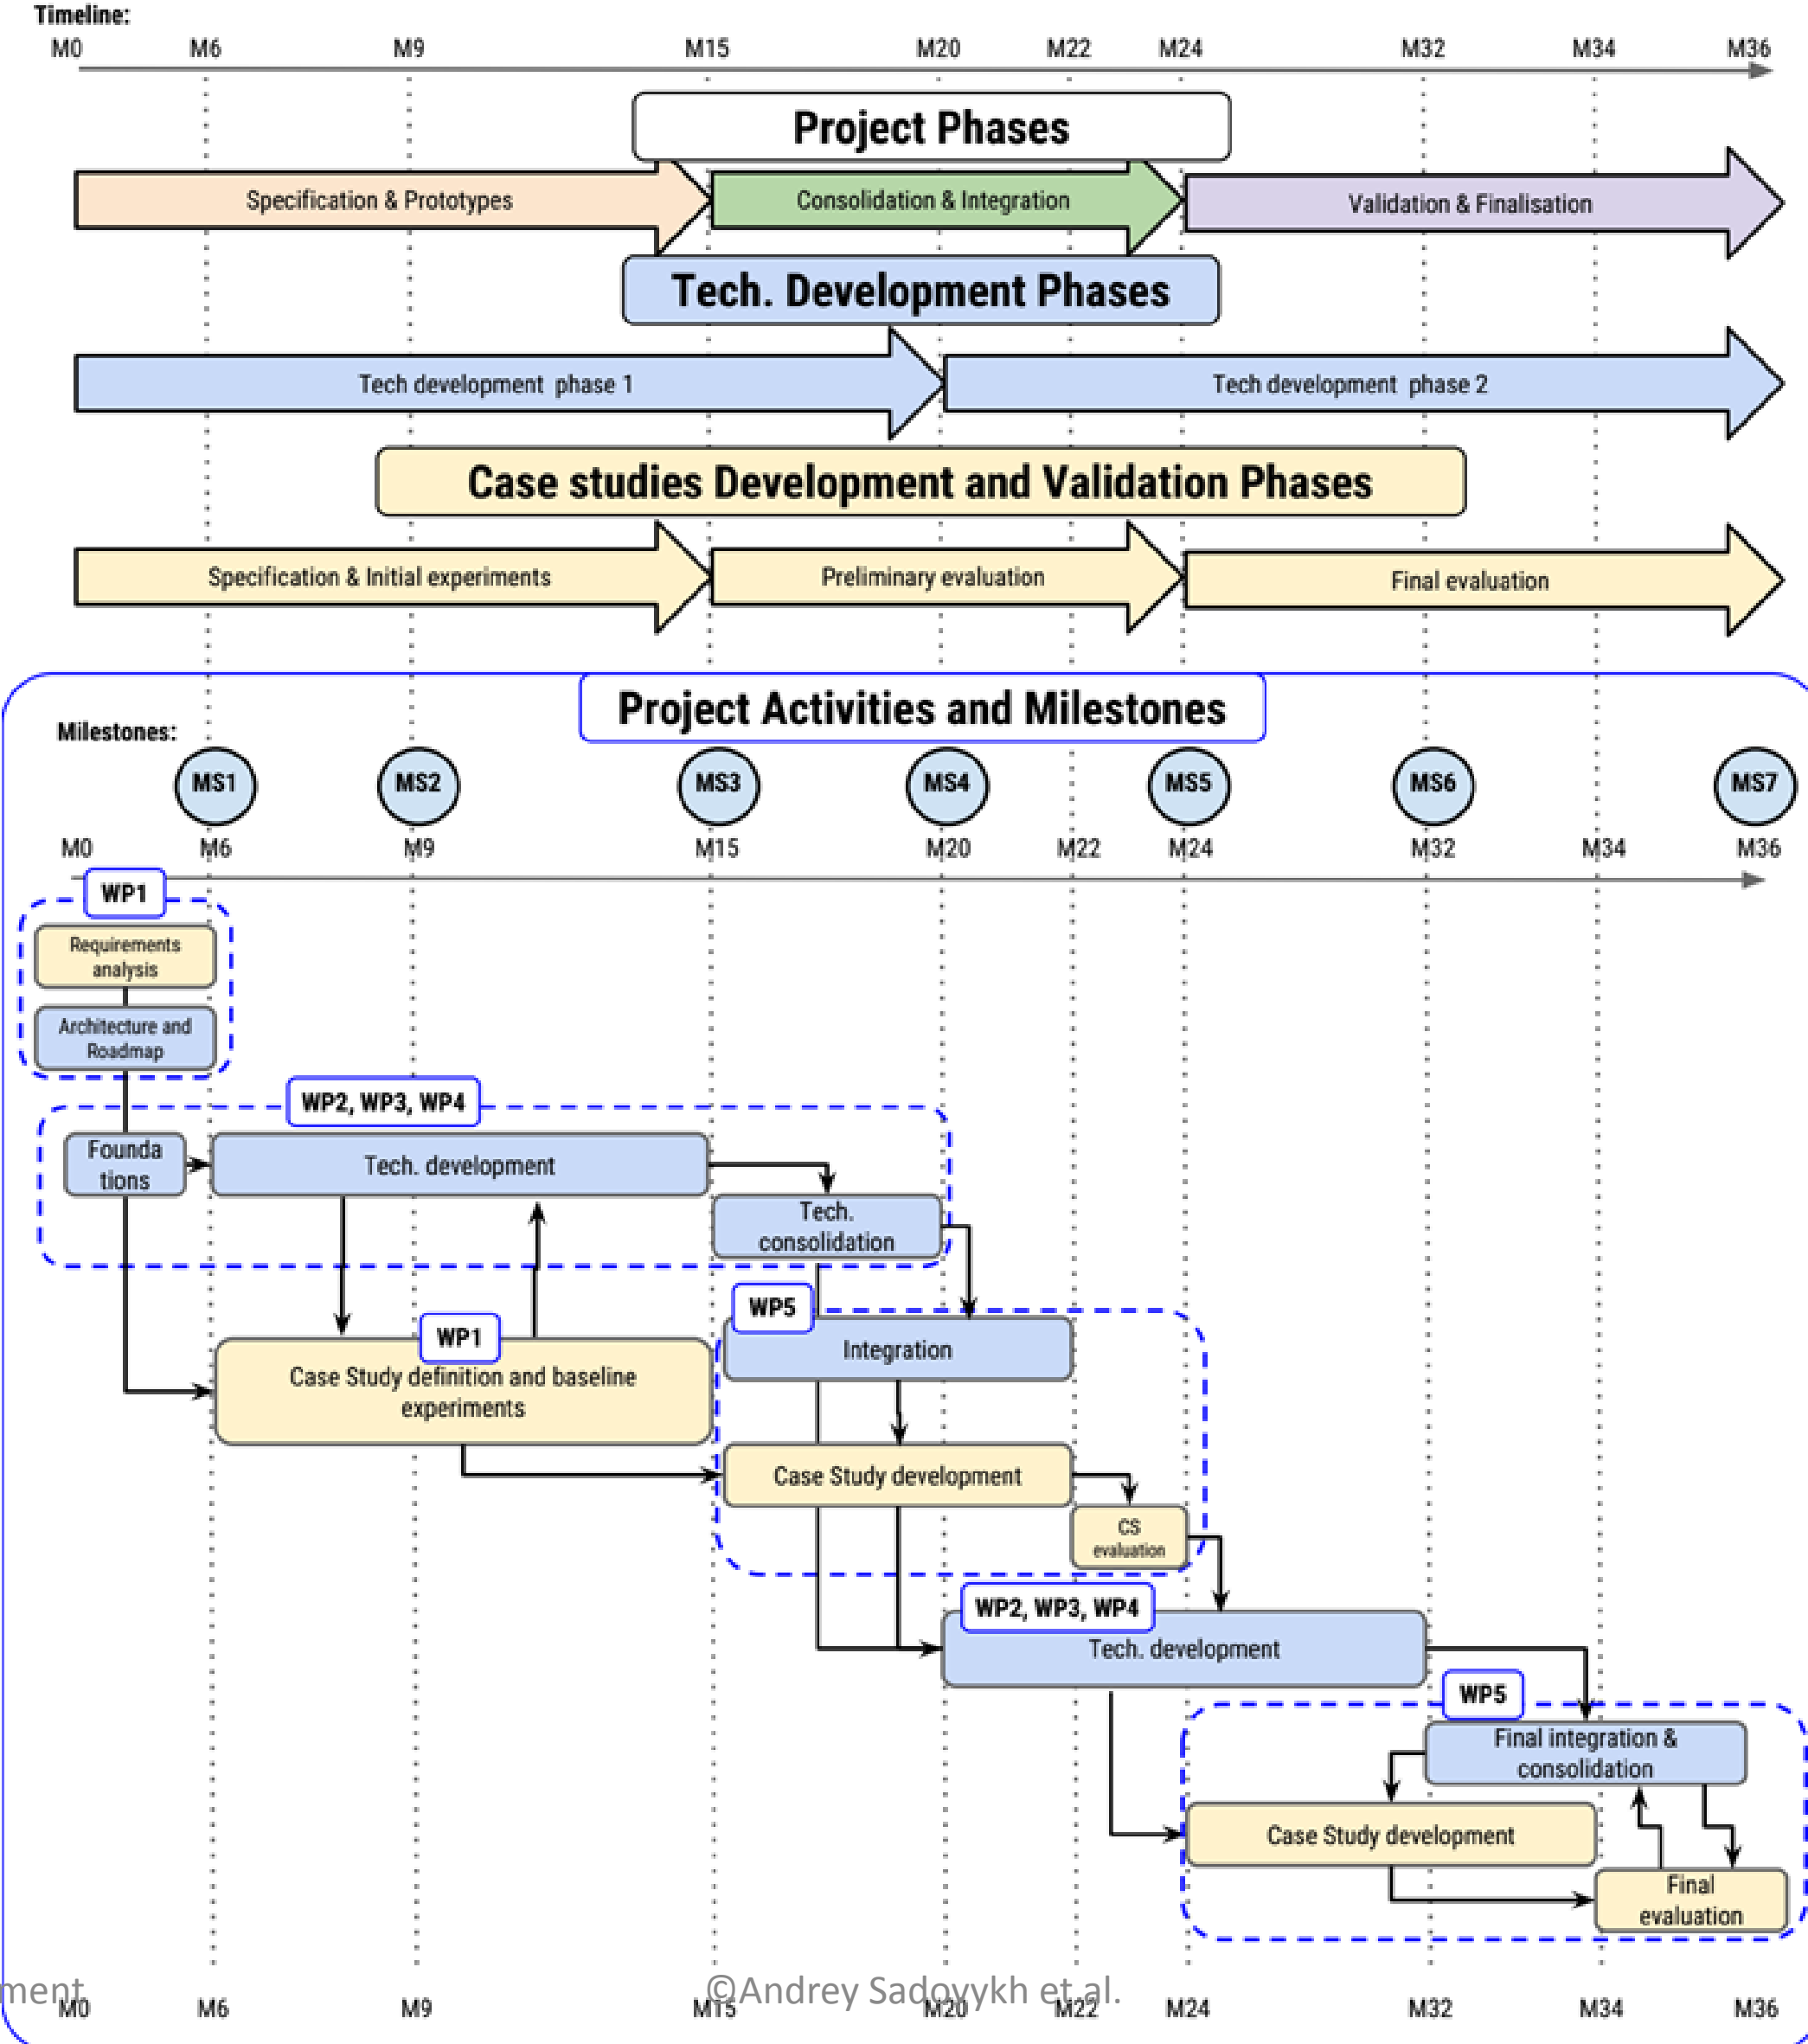 Timeline:
M0 M6 M9 M15 M20 M22 M24 M32 M34 M36
Project Phases
Specification & Prototypes
Consolidation & Integration
Validation & Finalisation
Tech. Development Phases
Tech development phase 1
Tech development phase 2
Case studies Development and Validation Phases
Specification & Initial experiments
Preliminary evaluation
Final evaluation
Project Activities and Milestones
Milestones:
MS1 MS2 MS3 MS4 MS5 MS6 MS7
M0 M6 M9 M15 M20 M22 M24 M32 M34 M36
WP1
Requirements
analysis
Architecture and
Roadmap
WP2, WP3, WP4
Founda
tions
Tech. development
Tech.
consolidation
WP1
Case Study definition and baseline
experiments
WP5
Integration
Case Study development
CS
evaluation
WP2, WP3, WP4
Tech. development
WP5
Final integration &
consolidation
Case Study development
Final
evaluation
ment
©Andrey Sadovykh et al.
M0 M6 M9 M15 M20 M22 M24 M32 M34 M36